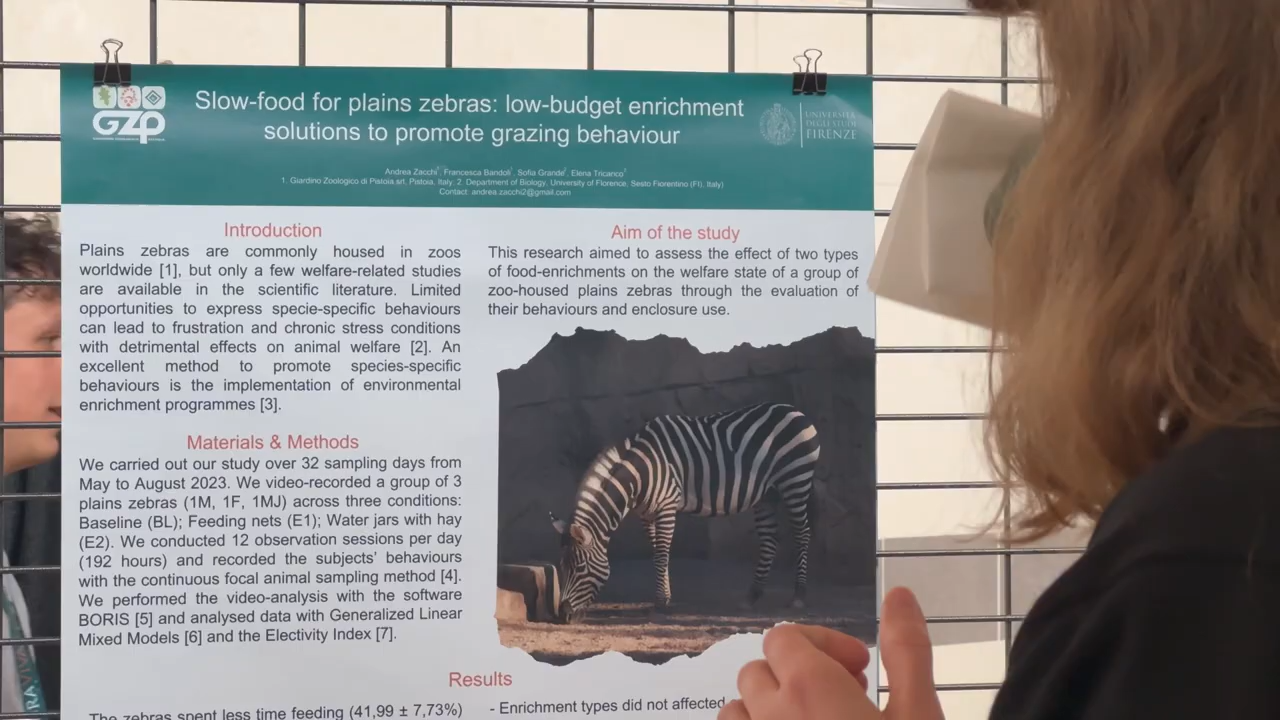 GZP
Slow-food for plains zebras: low-budget enrichment
solutions to promote grazing behaviour
UNIVERSITÀ
DEGLI STUDI
FIRENZE
Andrea Zacchi¹, Francesca Bandoli¹, Sofia Grande², Elena Tricarico²
1. Giardino Zoologico di Pistoia srl, Pistoia, Italy; 2. Department of Biology, University of Florence, Sesto Fiorentino (FI), Italy)
Contact: andrea.zacchi2@gmail.com
Introduction
Plains zebras are commonly housed in zoos
worldwide [1], but only a few welfare-related studies
are available in the scientific literature. Limited
opportunities to express specie-specific behaviours
can lead to frustration and chronic stress conditions
with detrimental effects on animal welfare [2]. An
excellent method to promote species-specific
behaviours is the implementation of environmental
enrichment programmes [3].
Materials & Methods
We carried out our study over 32 sampling days from
May to August 2023. We video-recorded a group of 3
plains zebras (1M, 1F, 1MJ) across three conditions:
Baseline (BL); Feeding nets (E1); Water jars with hay
(E2). We conducted 12 observation sessions per day
(192 hours) and recorded the subjects' behaviours
with the continuous focal animal sampling method [4].
We performed the video-analysis with the software
BORIS [5] and analysed data with Generalized Linear
Mixed Models [6] and the Electivity Index [7].
Aim of the study
This research aimed to assess the effect of two types
of food-enrichments on the welfare state of a group of
zoo-housed plains zebras through the evaluation of
their behaviours and enclosure use.
Results
The zebras spent less time feeding (41,99 ± 7,73%)
- Enrichment types did not affected